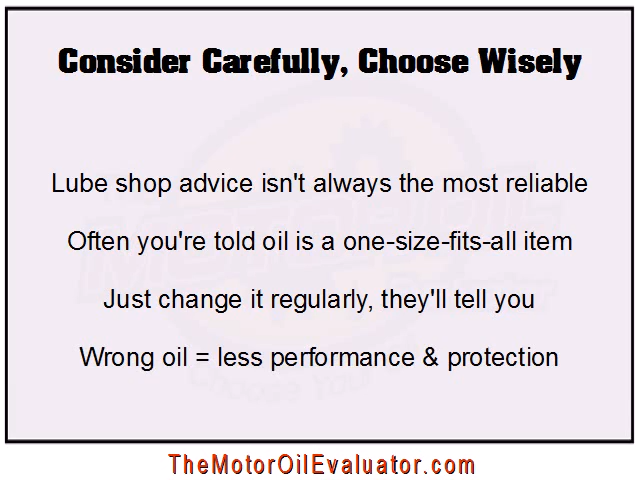 Consider Carefully, Choose Wisely
Lube shop advice isn't always the most reliable
Often you're told oil is a one-size-fits-all item
Just change it regularly, they'll tell you
Wrong oil = less performance & protection
TheMotorOilEvaluator.com